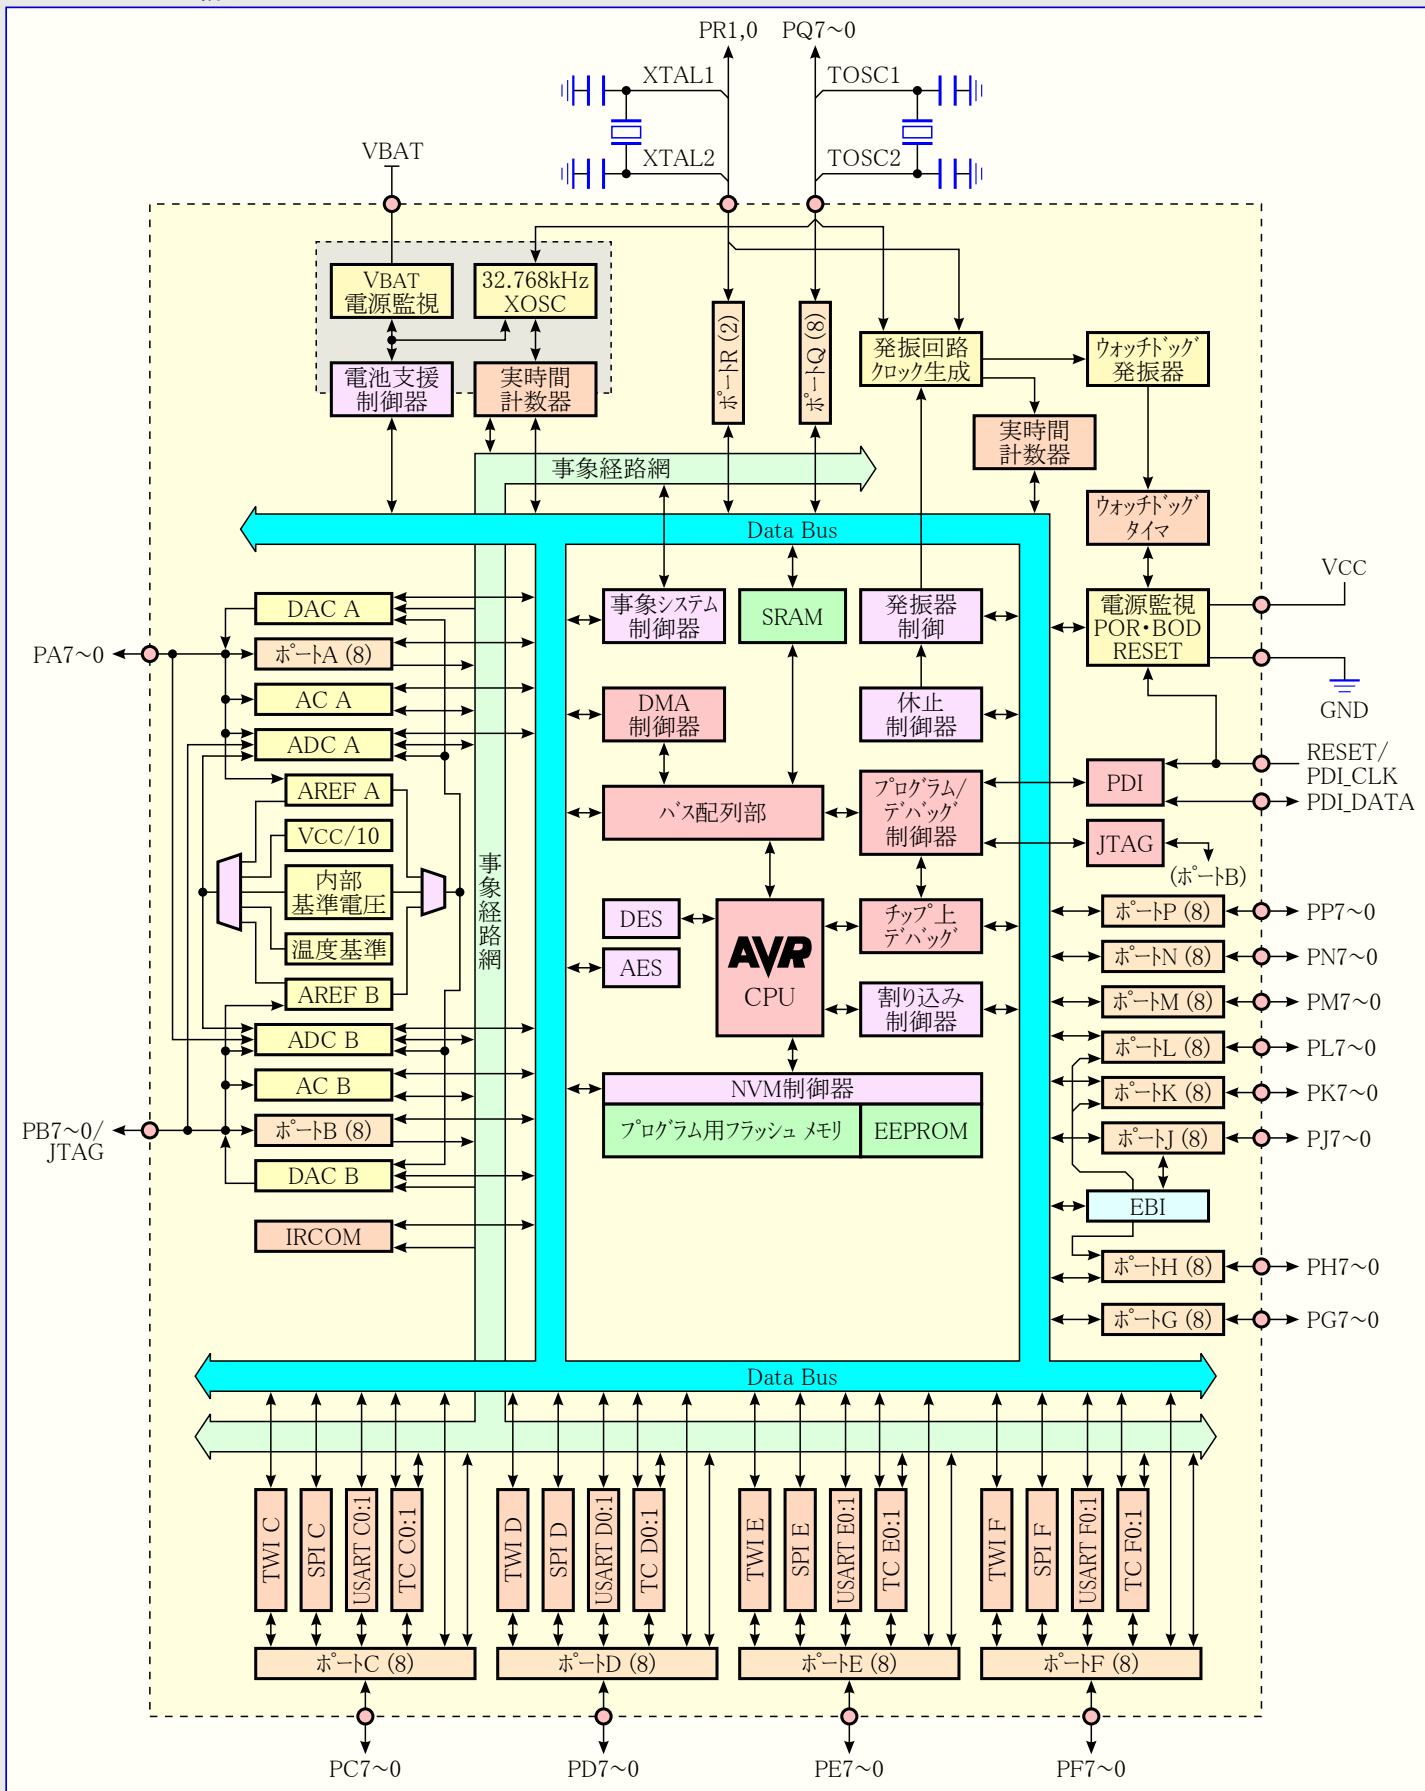 PR1,0
PQ7~0
XTAL1
TOSC1
XTAL2
TOSC2
VBAT
VBAT
電源監視
32.768kHz
XOSC
電池支援
制御器
実時間
計数器
ポートR (2)
ポートQ (8)
発振回路
クロック生成
ウォッチドッグ
発振器
実時間
計数器
事象経路網
Data Bus
ウォッチドッグ
タイマ
VCC
DAC A
事象システム
制御器
SRAM
発振器
制御
電源監視
POR・BOD
RESET
PA7~0
ポートA (8)
AC A
DMA
制御器
休止
制御器
GND
ADC A
RESET/
PDI_CLK
PDI
PDI_DATA
AREF A
バス配列部
プログラム/
デバッグ
制御器
VCC/10
JTAG
(ポートB)
事象経路網
内部
基準電圧
DES
AVR
CPU
チップ上
デバッグ
ポートP (8)
PP7~0
温度基準
AES
ポートN (8)
PN7~0
AREF B
割り込み
制御器
ポートM (8)
PM7~0
ADC B
ポートL (8)
PL7~0
AC B
NVM制御器
ポートK (8)
PK7~0
PB7~0/
JTAG
ポートB (8)
プログラム用フラッシュ メモリ
EEPROM
ポートJ (8)
PJ7~0
DAC B
EBI
IRCOM
ポートH (8)
PH7~0
ポートG (8)
PG7~0
Data Bus
TWI C
SPI C
USART C0:1
TC C0:1
TWI D
SPI D
USART D0:1
TC D0:1
TWI E
SPI E
USART E0:1
TC E0:1
TWI F
SPI F
USART F0:1
TC F0:1
ポートC (8)
ポートD (8)
ポートE (8)
ポートF (8)
PC7~0
PD7~0
PE7~0
PF7~0